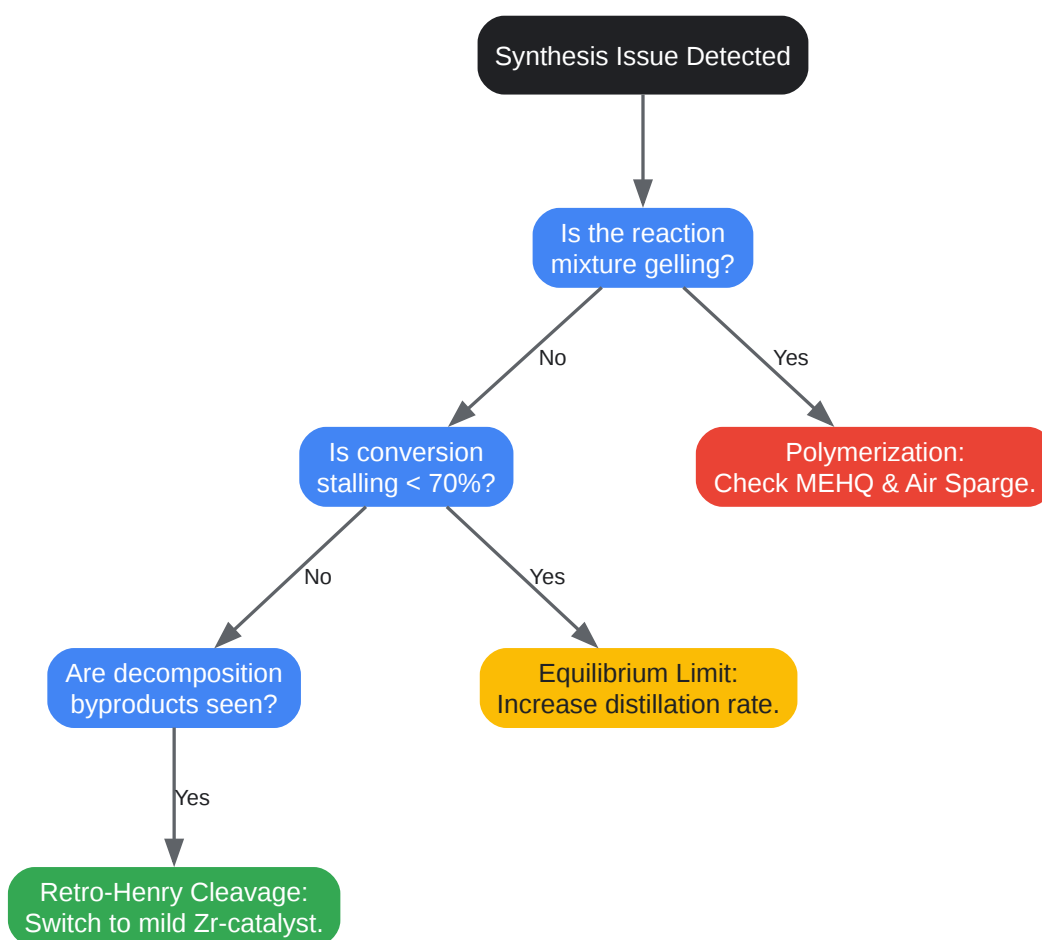 Synthesis Issue Detected
Is the reaction
mixture gelling?
No
Yes
Is conversion
stalling < 70%?
Polymerization:
Check MEHQ & Air Sparge.
No
Yes
Are decomposition
byproducts seen?
Equilibrium Limit:
Increase distillation rate.
Yes
Retro-Henry Cleavage:
Switch to mild Zr-catalyst.